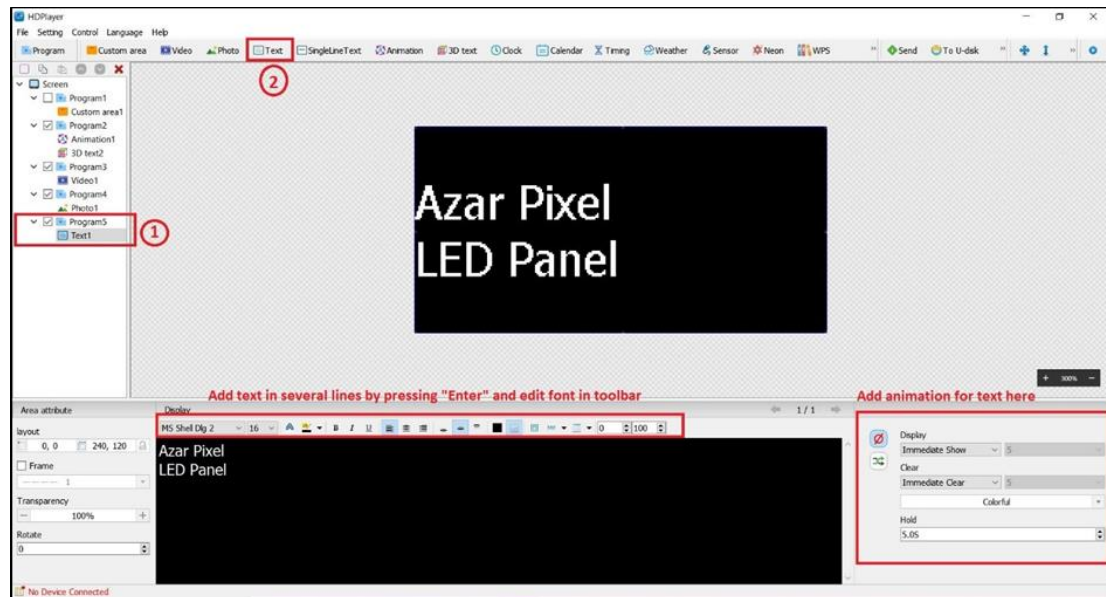 HDPlayer
File Setting Control Language Help
Program Custom area Video Photo Text SingleLineText Animation 3D text Clock Calendar Timing Weather Sensor Neon WPS Send To U-dsk
2
Screen
Program1
Custom area1
Program2
Animation1
3D text2
Program3
Video1
Program4
Photo1
Program5
Text1
1
Azar Pixel
LED Panel
300%
Add text in several lines by pressing "Enter" and edit font in toolbar
Add animation for text here
Area attribute
Display
1 / 1
layout
0, 0 240, 120
Frame
1
Transparency
100%
Rotate
0
MS Shell Dlg 2 16 B I U 0 100
Azar Pixel
LED Panel
Display
Immediate Show 5
Clear
Immediate Clear 5
Colorful
Hold
5.0S
No Device Connected